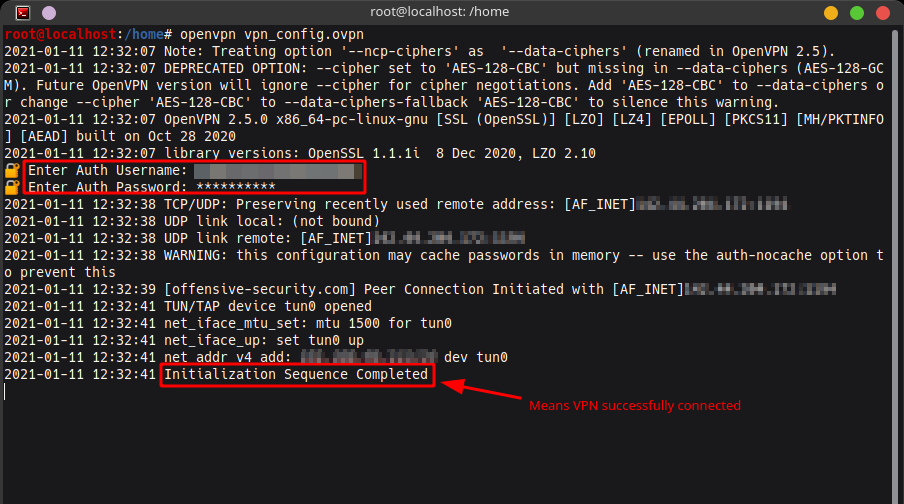 root@localhost: /home
root@localhost:/home# openvpn vpn_config.ovpn
2021-01-11 12:32:07 Note: Treating option '--ncp-ciphers' as  '--data-ciphers' (renamed in OpenVPN 2.5).
2021-01-11 12:32:07 DEPRECATED OPTION: --cipher set to 'AES-128-CBC' but missing in --data-ciphers (AES-128-GC
M). Future OpenVPN version will ignore --cipher for cipher negotiations. Add 'AES-128-CBC' to --data-ciphers o
r change --cipher 'AES-128-CBC' to --data-ciphers-fallback 'AES-128-CBC' to silence this warning.
2021-01-11 12:32:07 OpenVPN 2.5.0 x86_64-pc-linux-gnu [SSL (OpenSSL)] [LZO] [LZ4] [EPOLL] [PKCS11] [MH/PKTINFO
] [AEAD] built on Oct 28 2020
2021-01-11 12:32:07 library versions: OpenSSL 1.1.1i  8 Dec 2020, LZO 2.10
Enter Auth Username:
Enter Auth Password: **********
2021-01-11 12:32:38 TCP/UDP: Preserving recently used remote address: [AF_INET]
2021-01-11 12:32:38 UDP link local: (not bound)
2021-01-11 12:32:38 UDP link remote: [AF_INET]
2021-01-11 12:32:38 WARNING: this configuration may cache passwords in memory -- use the auth-nocache option t
o prevent this
2021-01-11 12:32:39 [offensive-security.com] Peer Connection Initiated with [AF_INET]
2021-01-11 12:32:41 TUN/TAP device tun0 opened
2021-01-11 12:32:41 net_iface_mtu_set: mtu 1500 for tun0
2021-01-11 12:32:41 net_iface_up: set tun0 up
2021-01-11 12:32:41 net_addr_v4_add: dev tun0
2021-01-11 12:32:41 Initialization Sequence Completed
Means VPN successfully connected